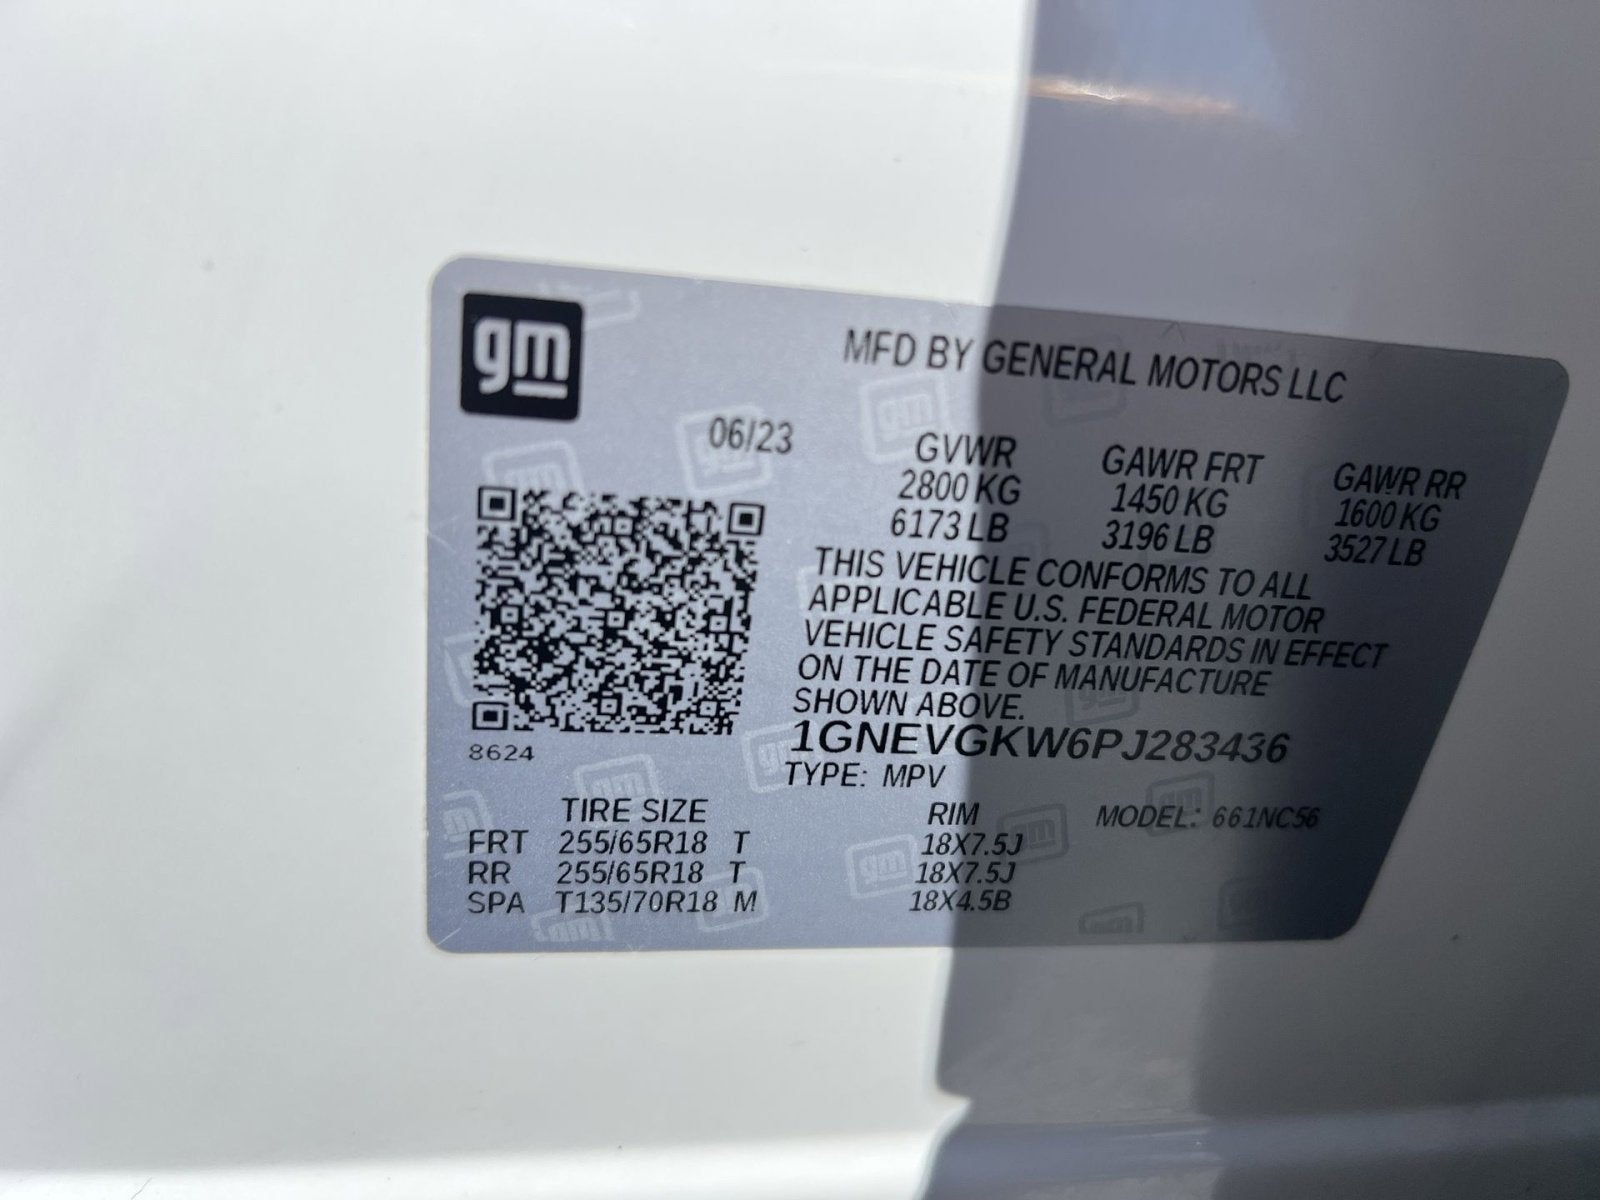 gm
MFD BY GENERAL MOTORS LLC
06/23
GVWR GAWR FRT GAWR RR
2800 KG 1450 KG 1600 KG
6173 LB 3196 LB 3527 LB
THIS VEHICLE CONFORMS TO ALL
APPLICABLE U.S. FEDERAL MOTOR
VEHICLE SAFETY STANDARDS IN EFFECT
ON THE DATE OF MANUFACTURE
SHOWN ABOVE.
1GNEVGKW6PJ283436
8624
TYPE: MPV
TIRE SIZE RIM MODEL: 661NC56
FRT 255/65R18 T 18X7.5J
RR 255/65R18 T 18X7.5J
SPA T135/70R18 M 18X4.5B